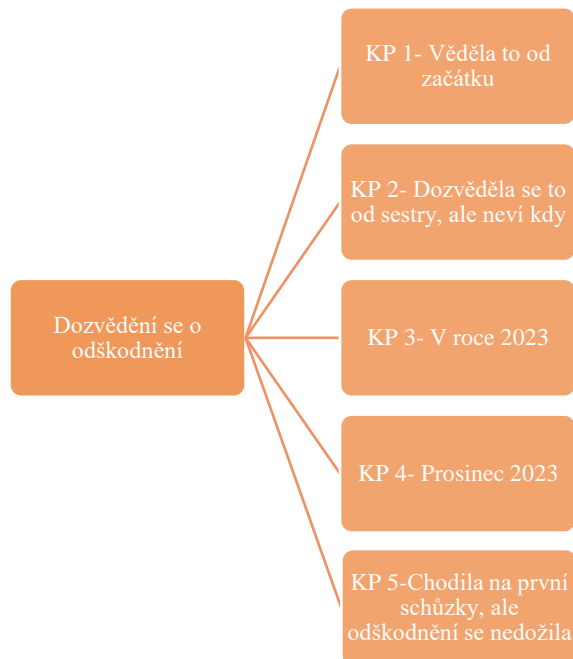 KP 1- Věděla to od
začátku
KP 2- Dozvěděla se to
od sestry, ale neví kdy
Dozvědění se o
odškodnění
KP 3- V roce 2023
KP 4- Prosinec 2023
KP 5-Chodila na první
schůzky, ale
odškodnění se nedožila